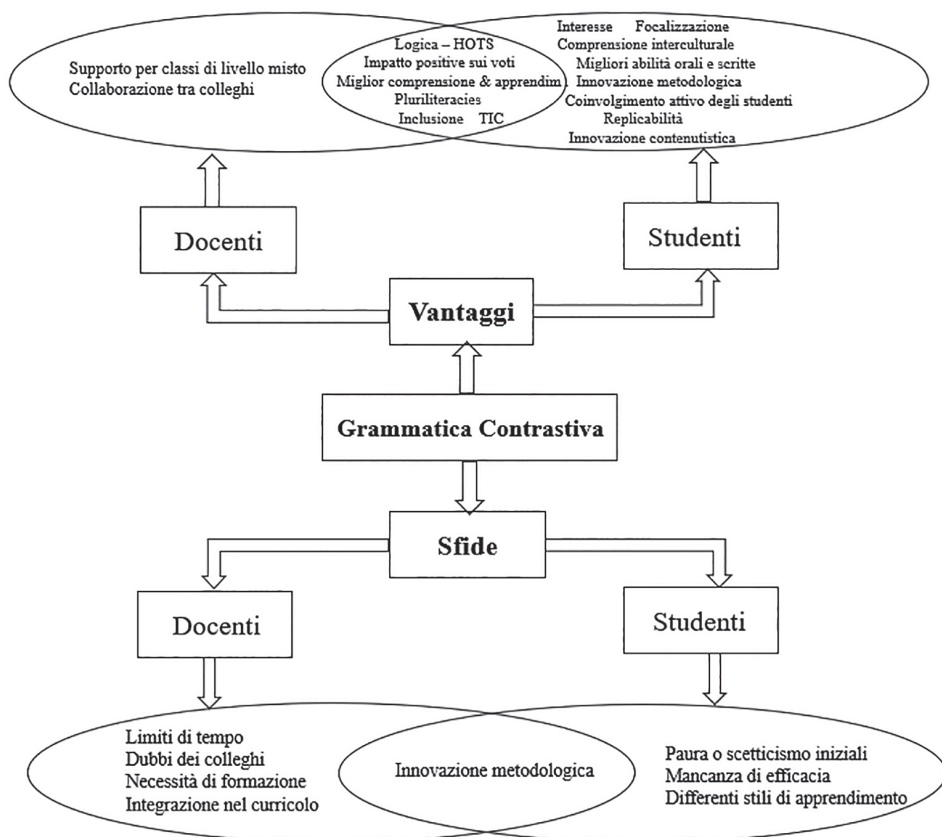 Supporto per classi di livello misto
Collaborazione tra colleghi
Logica – HOTS
Impatto positive sui voti
Miglior comprensione & apprendim.
Pluriliteracies
Inclusione TIC
Interesse Focalizzazione
Comprensione interculturale
Migliori abilità orali e scritte
Innovazione metodologica
Coinvolgimento attivo degli studenti
Replicabilità
Innovazione contenutistica
Docenti
Studenti
Vantaggi
Grammatica Contrastiva
Sfide
Docenti
Studenti
Limiti di tempo
Dubbi dei colleghi
Necessità di formazione
Integrazione nel curricolo
Innovazione metodologica
Paura o scetticismo iniziali
Mancanza di efficacia
Differenti stili di apprendimento